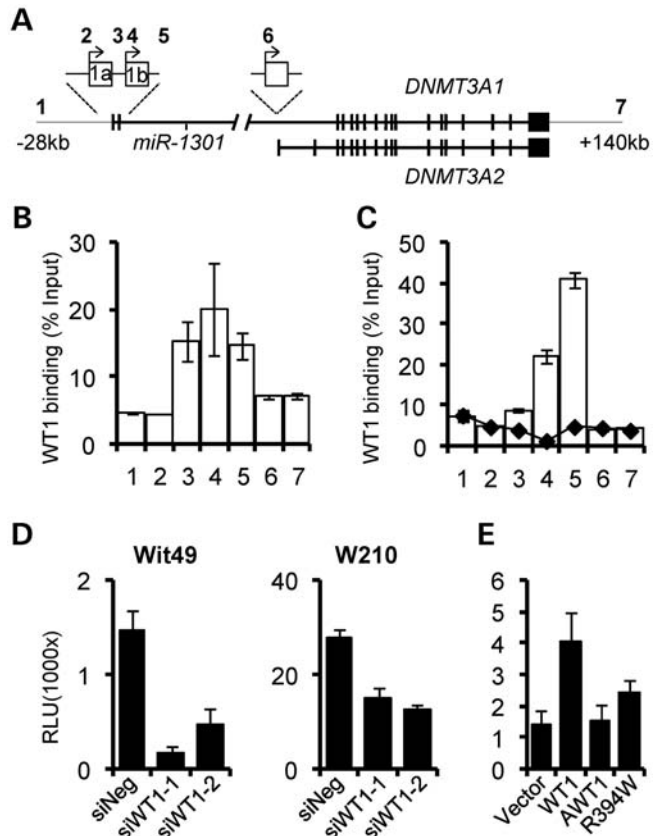 A
2 3 4 5 6
1a 1b
DNMT3A1
1 7
-28kb miR-1301 +140kb
DNMT3A2
B C
WT1 binding (% Input)
30
20
10
0
1 2 3 4 5 6 7
WT1 binding (% Input)
50
40
30
20
10
0
1 2 3 4 5 6 7
D E
Wit49 W210
RLU(1000x)
2
1
0
siNeg siWT1-1 siWT1-2
40
20
0
siNeg siWT1-1 siWT1-2
6
5
4
3
2
1
0
Vector WT1 AWT1 R394W